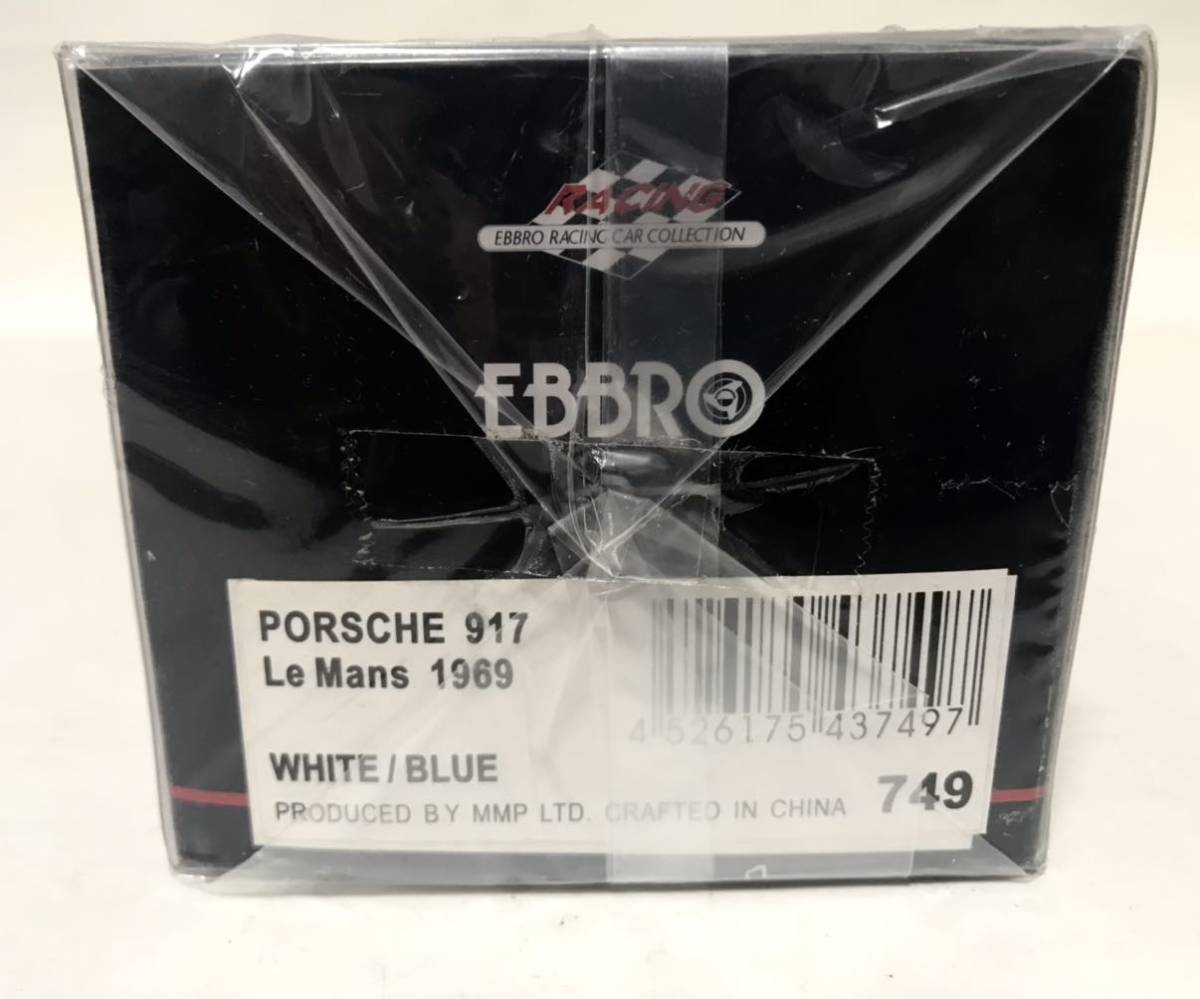 RACING
EBBRO RACING CAR COLLECTION
EBBRO
PORSCHE 917
Le Mans 1969
4 526175 437497
WHITE / BLUE
749
PRODUCED BY MMP LTD. CRAFTED IN CHINA